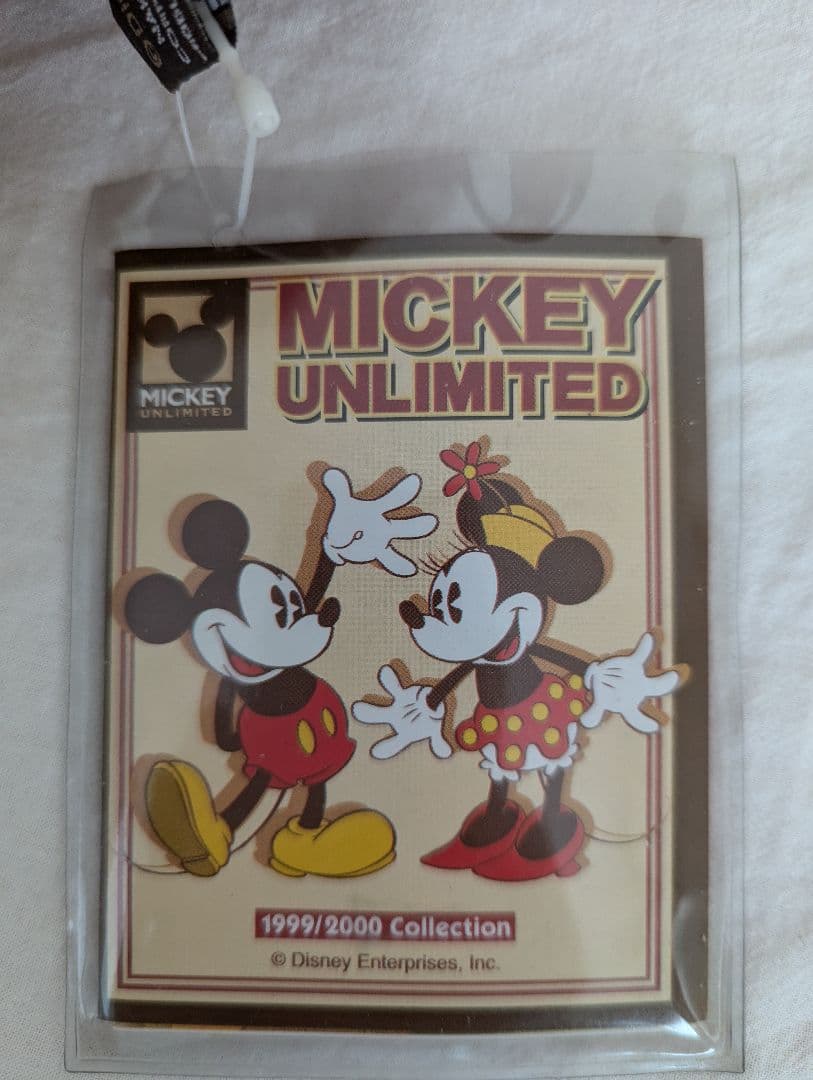 MICKEY
UNLIMITED
MICKEY
UNLIMITED
1999/2000 Collection
© Disney Enterprises, Inc.